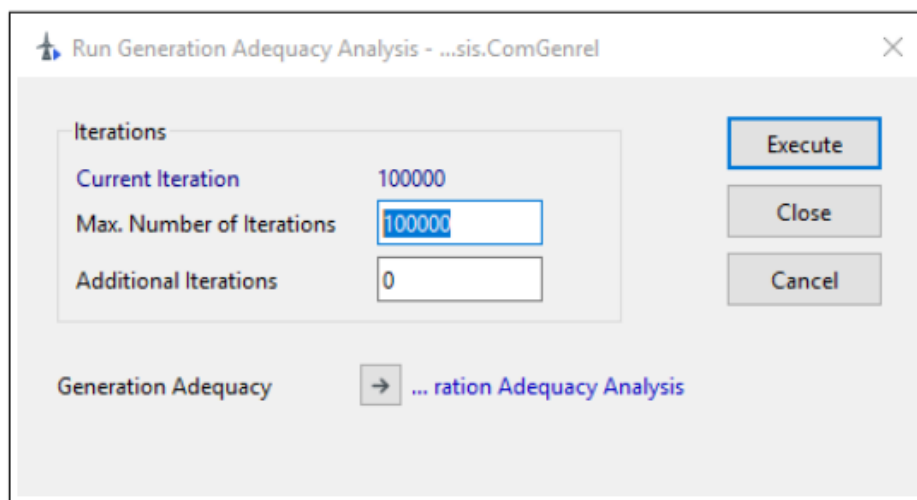 Run Generation Adequacy Analysis - ...sis.ComGenrel
Iterations
Current Iteration 100000
Max. Number of Iterations 100000
Additional Iterations 0
Execute
Close
Cancel
Generation Adequacy ... ration Adequacy Analysis